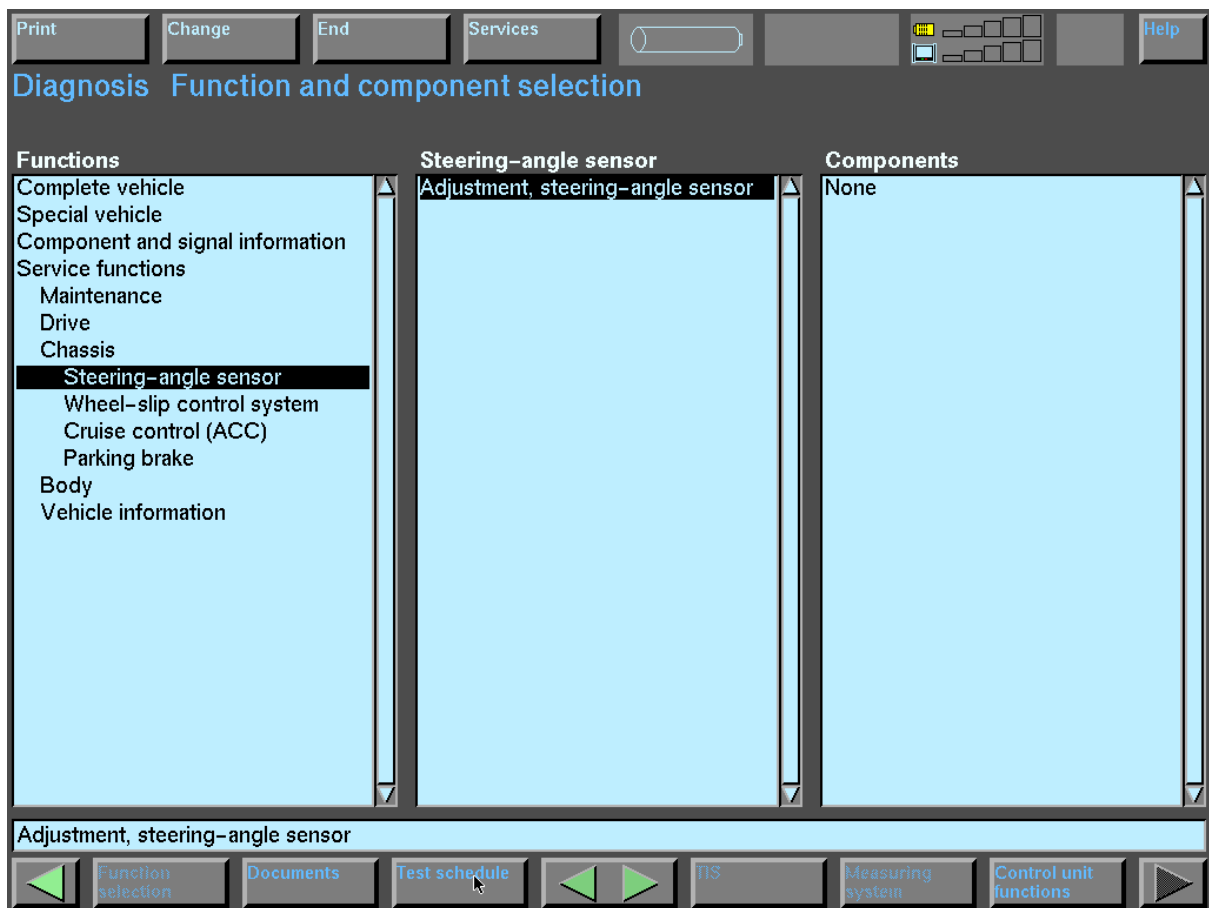 Print
Change
End
Services
Help
Diagnosis Function and component selection
Functions
Complete vehicle
Special vehicle
Component and signal information
Service functions
Maintenance
Drive
Chassis
Steering-angle sensor
Wheel-slip control system
Cruise control (ACC)
Parking brake
Body
Vehicle information
Steering-angle sensor
Adjustment, steering-angle sensor
Components
None
Adjustment, steering-angle sensor
Function
selection
Documents
Test schedule
TIS
Measuring
system
Control unit
functions